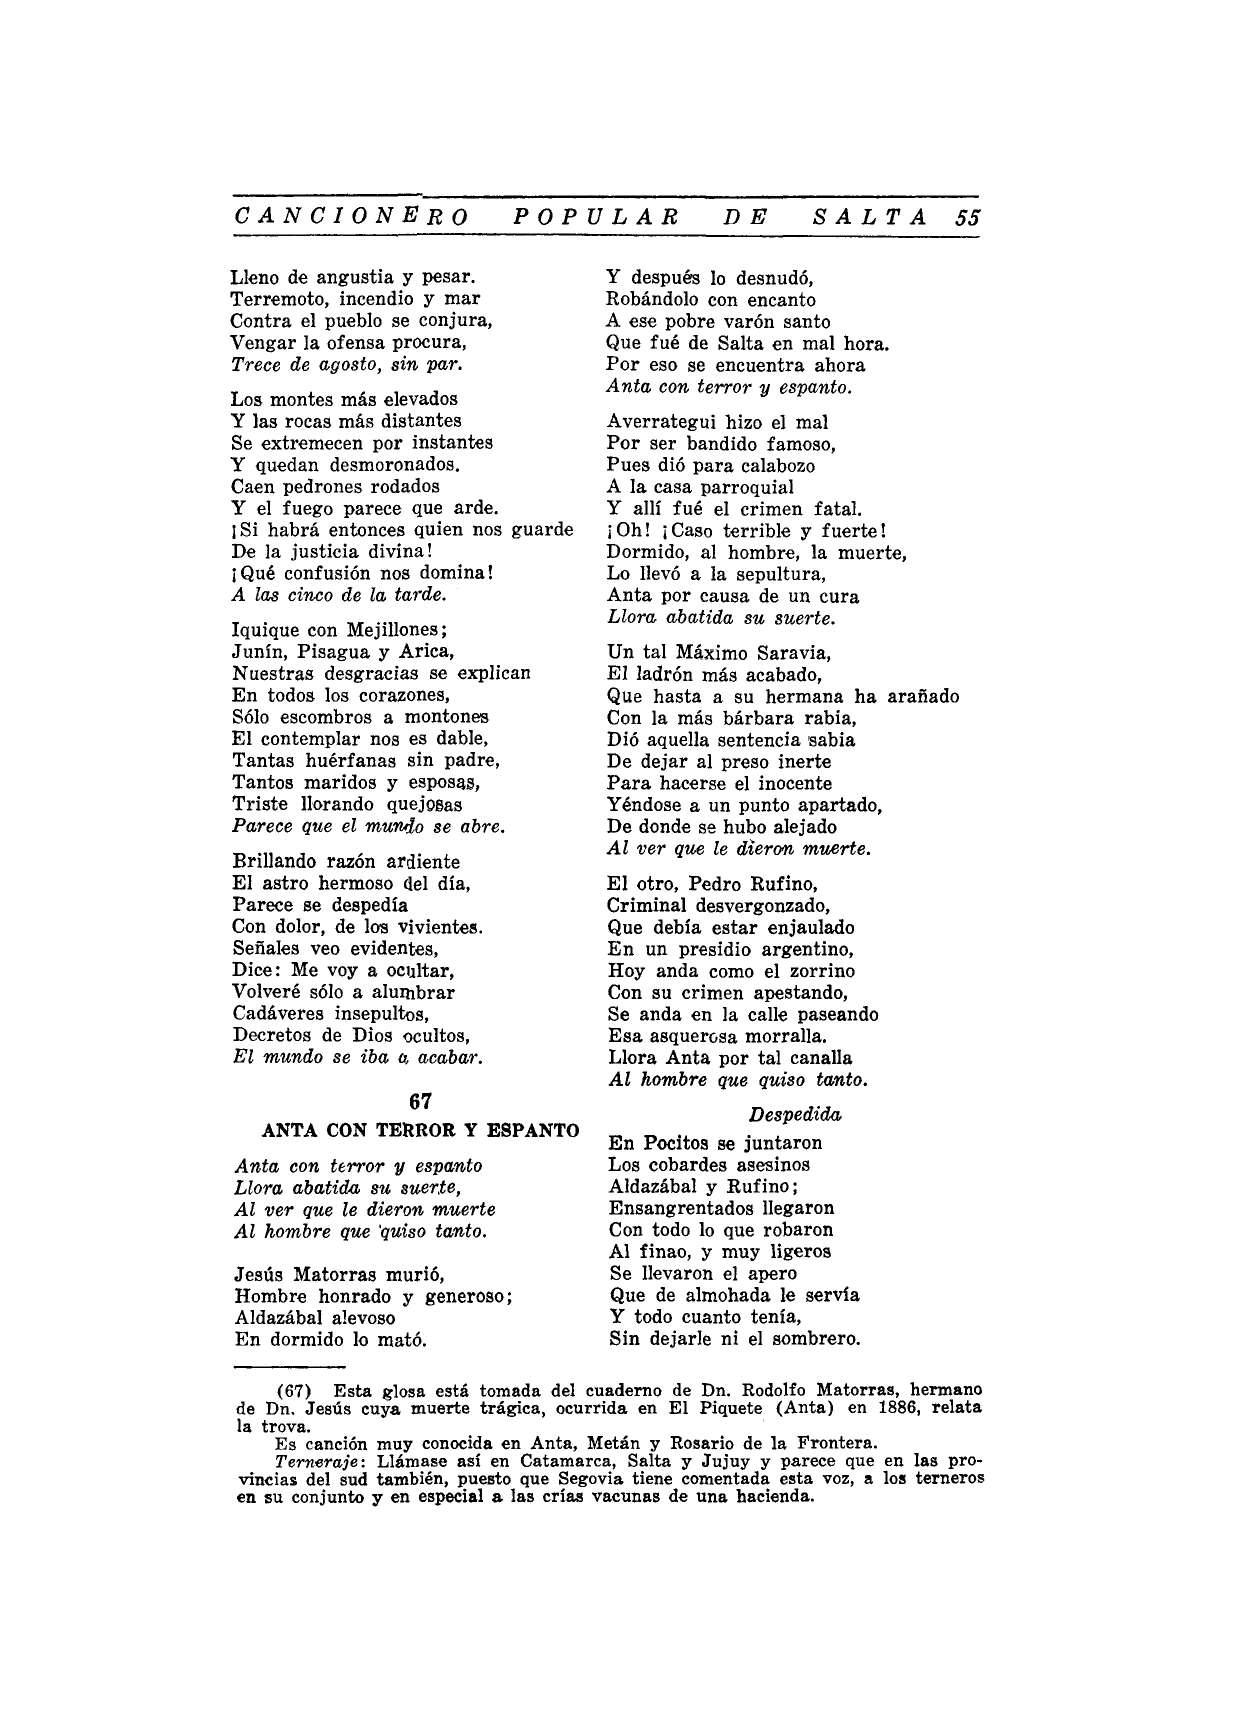 CANCIONERO POPULAR DE SALTA 55
Lleno de angustia y pesar.
Terremoto, incendio y mar
Contra el pueblo se conjura,
Vengar la ofensa procura,
Trece de agosto, sin par.
Los montes más elevados
Y las rocas más distantes
Se extremecen por instantes
Y quedan desmoronados.
Caen pedrones rodados
Y el fuego parece que arde.
¡Si habrá entonces quien nos guarde
De la justicia divina!
¡Qué confusión nos domina!
A las cinco de la tarde.
Iquique con Mejillones;
Junín, Pisagua y Arica,
Nuestras desgracias se explican
En todos los corazones,
Sólo escombros a montones
El contemplar nos es dable,
Tantas huérfanas sin padre,
Tantos maridos y esposas,
Triste llorando quejosas
Parece que el mundo se abre.
Brillando razón ardiente
El astro hermoso del día,
Parece se despedía
Con dolor, de los vivientes.
Señales veo evidentes,
Dice: Me voy a ocultar,
Volveré sólo a alumbrar
Cadáveres insepultos,
Decretos de Dios ocultos,
El mundo se iba a acabar.
67
ANTA CON TERROR Y ESPANTO
Anta con terror y espanto
Llora abatida su suerte,
Al ver que le dieron muerte
Al hombre que quiso tanto.
Jesús Matorras murió,
Hombre honrado y generoso;
Aldazábal alevoso
En dormido lo mató.
Y después lo desnudó,
Robándolo con encanto
A ese pobre varón santo
Que fué de Salta en mal hora.
Por eso se encuentra ahora
Anta con terror y espanto.
Averrategui hizo el mal
Por ser bandido famoso,
Pues dió para calabozo
A la casa parroquial
Y allí fué el crimen fatal.
¡Oh! ¡Caso terrible y fuerte!
Dormido, al hombre, la muerte,
Lo llevó a la sepultura,
Anta por causa de un cura
Llora abatida su suerte.
Un tal Máximo Saravia,
El ladrón más acabado,
Que hasta a su hermana ha arañado
Con la más bárbara rabia,
Dió aquella sentencia sabia
De dejar al preso inerte
Para hacerse el inocente
Yéndose a un punto apartado,
De donde se hubo alejado
Al ver que le dieron muerte.
El otro, Pedro Rufino,
Criminal desvergonzado,
Que debía estar enjaulado
En un presidio argentino,
Hoy anda como el zorrino
Con su crimen apestando,
Se anda en la calle paseando
Esa asquerosa morralla.
Llora Anta por tal canalla
Al hombre que quiso tanto.
Despedida
En Pocitos se juntaron
Los cobardes asesinos
Aldazábal y Rufino;
Ensangrentados llegaron
Con todo lo que robaron
Al finao, y muy ligeros
Se llevaron el apero
Que de almohada le servía
Y todo cuanto tenía,
Sin dejarle ni el sombrero.
(67) Esta glosa está tomada del cuaderno de Dn. Rodolfo Matorras, hermano
de Dn. Jesús cuya muerte trágica, ocurrida en El Piquete (Anta) en 1886, relata
la trova.
Es canción muy conocida en Anta, Metán y Rosario de la Frontera.
Terneraje: Llámase así en Catamarca, Salta y Jujuy y parece que en las pro-
vincias del sud también, puesto que Segovia tiene comentada esta voz, a los terneros
en su conjunto y en especial a las crías vacunas de una hacienda.